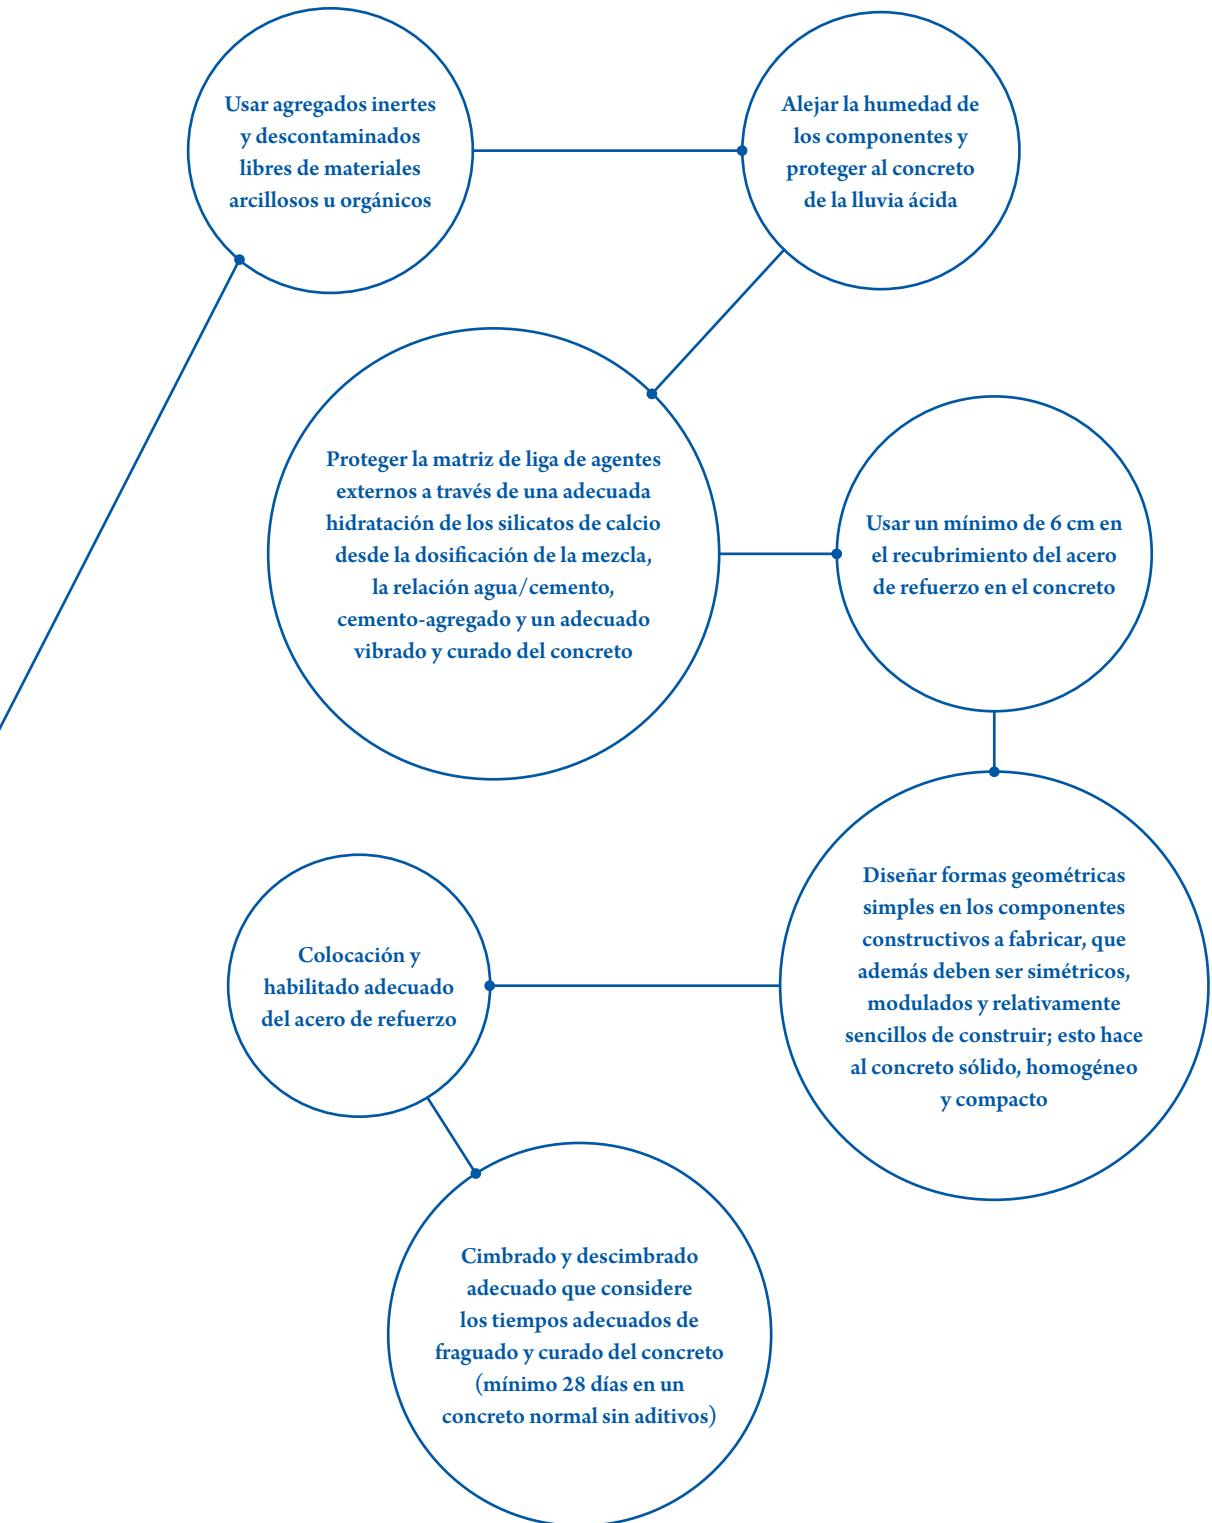 Usar agregados inertes
y descontaminados
libres de materiales
arcillosos u orgánicos
Alejar la humedad de
los componentes y
proteger al concreto
de la lluvia ácida
Proteger la matriz de liga de agentes
externos a través de una adecuada
hidratación de los silicatos de calcio
desde la dosificación de la mezcla,
la relación agua/cemento,
cemento-agregado y un adecuado
vibrado y curado del concreto
Usar un mínimo de 6 cm en
el recubrimiento del acero
de refuerzo en el concreto
Diseñar formas geométricas
simples en los componentes
constructivos a fabricar, que
además deben ser simétricos,
modulados y relativamente
sencillos de construir; esto hace
al concreto sólido, homogéneo
y compacto
Colocación y
habilitado adecuado
del acero de refuerzo
Cimbrado y descimbrado
adecuado que considere
los tiempos adecuados de
fraguado y curado del concreto
(mínimo 28 días en un
concreto normal sin aditivos)